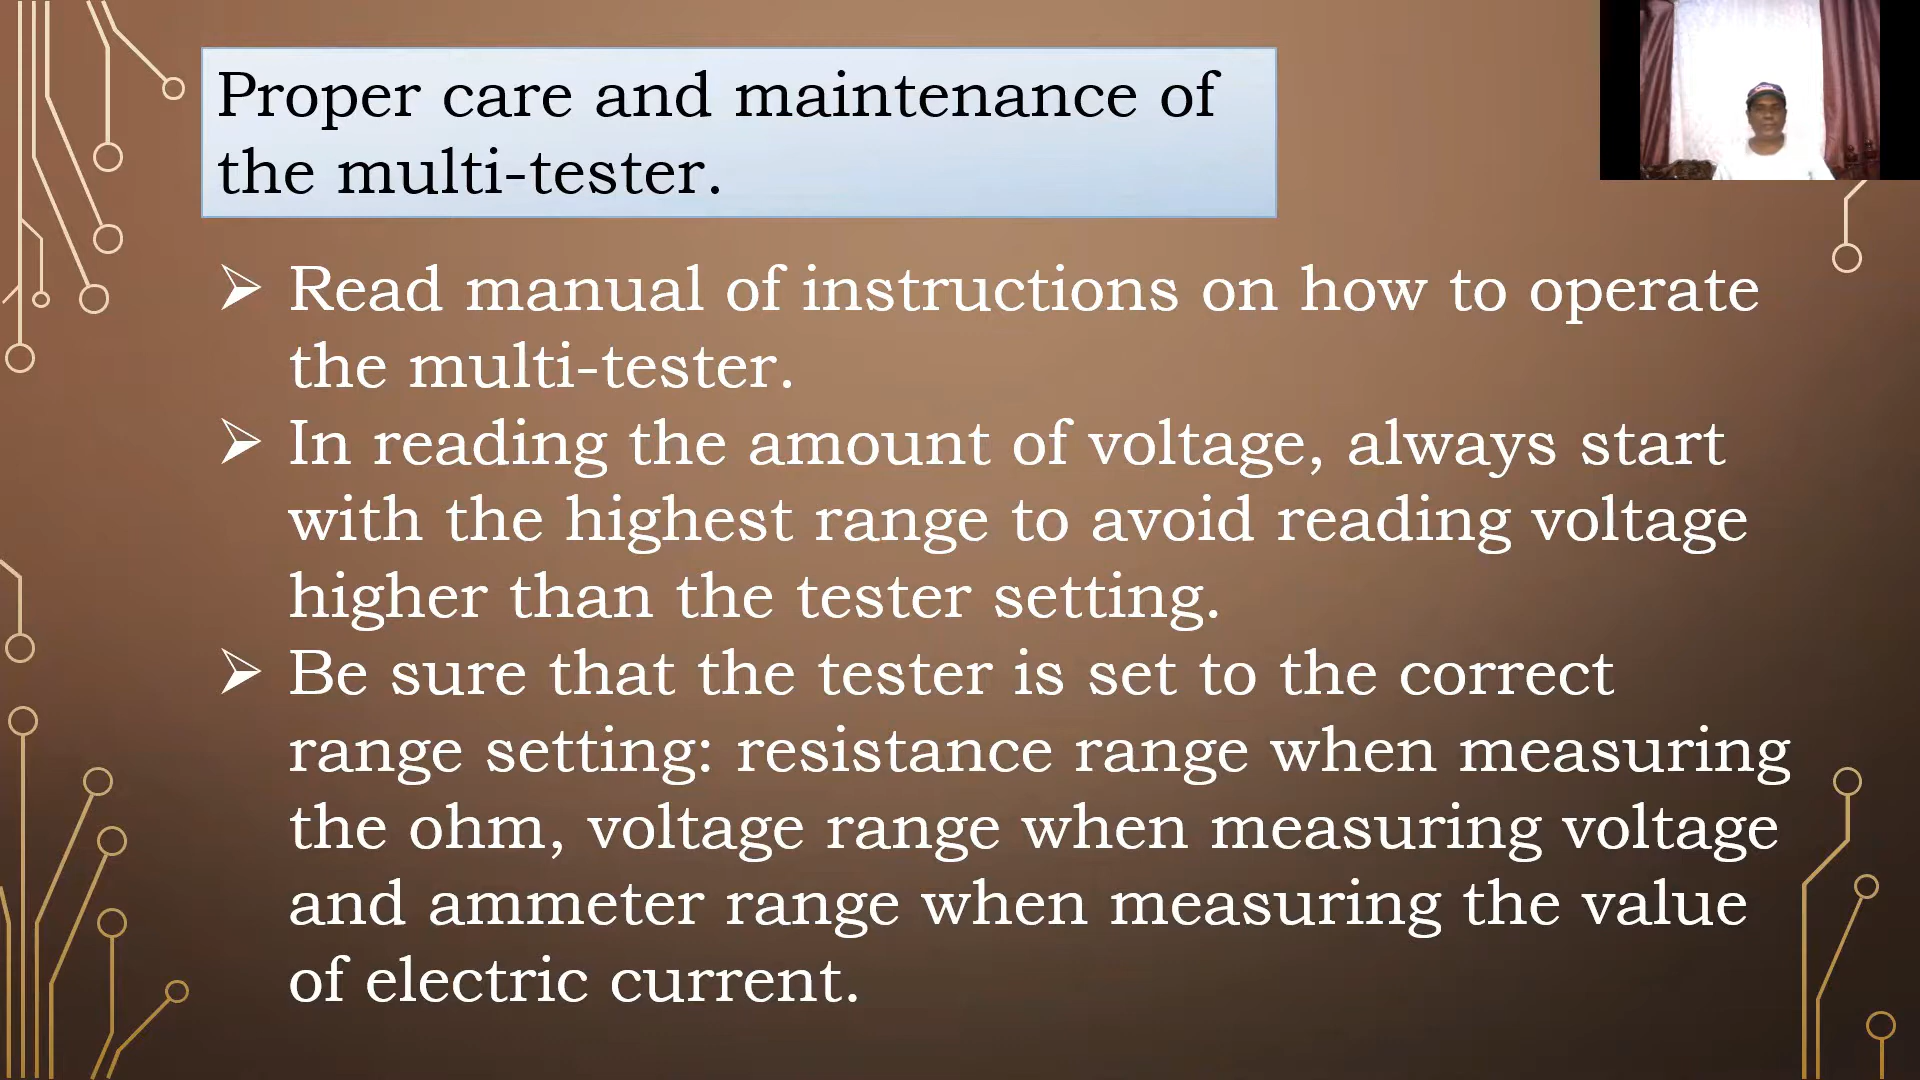 Proper care and maintenance of
the multi-tester.
➢ Read manual of instructions on how to operate
the multi-tester.
➢ In reading the amount of voltage, always start
with the highest range to avoid reading voltage
higher than the tester setting.
➢ Be sure that the tester is set to the correct
range setting: resistance range when measuring
the ohm, voltage range when measuring voltage
and ammeter range when measuring the value
of electric current.